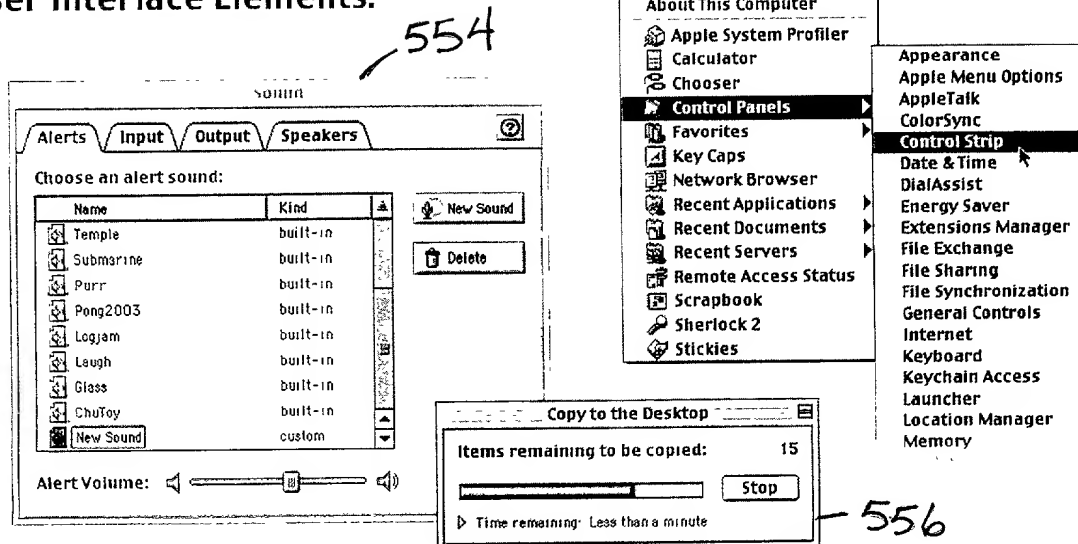 ser Interface Elements.
554
Sound
Alerts Input Output Speakers
Choose an alert sound:
Name Kind
Temple built-in
Submarine built-in
Purr built-in
Pong2003 built-in
Logjam built-in
Laugh built-in
Glass built-in
ChuToy built-in
New Sound custom
New Sound
Delete
Alert Volume:
About This Computer
Apple System Profiler
Calculator
Chooser
Control Panels
Favorites
Key Caps
Network Browser
Recent Applications
Recent Documents
Recent Servers
Remote Access Status
Scrapbook
Sherlock 2
Stickies
Appearance
Apple Menu Options
AppleTalk
ColorSync
Control Strip
Date & Time
DialAssist
Energy Saver
Extensions Manager
File Exchange
File Sharing
File Synchronization
General Controls
Internet
Keyboard
Keychain Access
Launcher
Location Manager
Memory
Copy to the Desktop
Items remaining to be copied: 15
Stop
Time remaining: Less than a minute
556